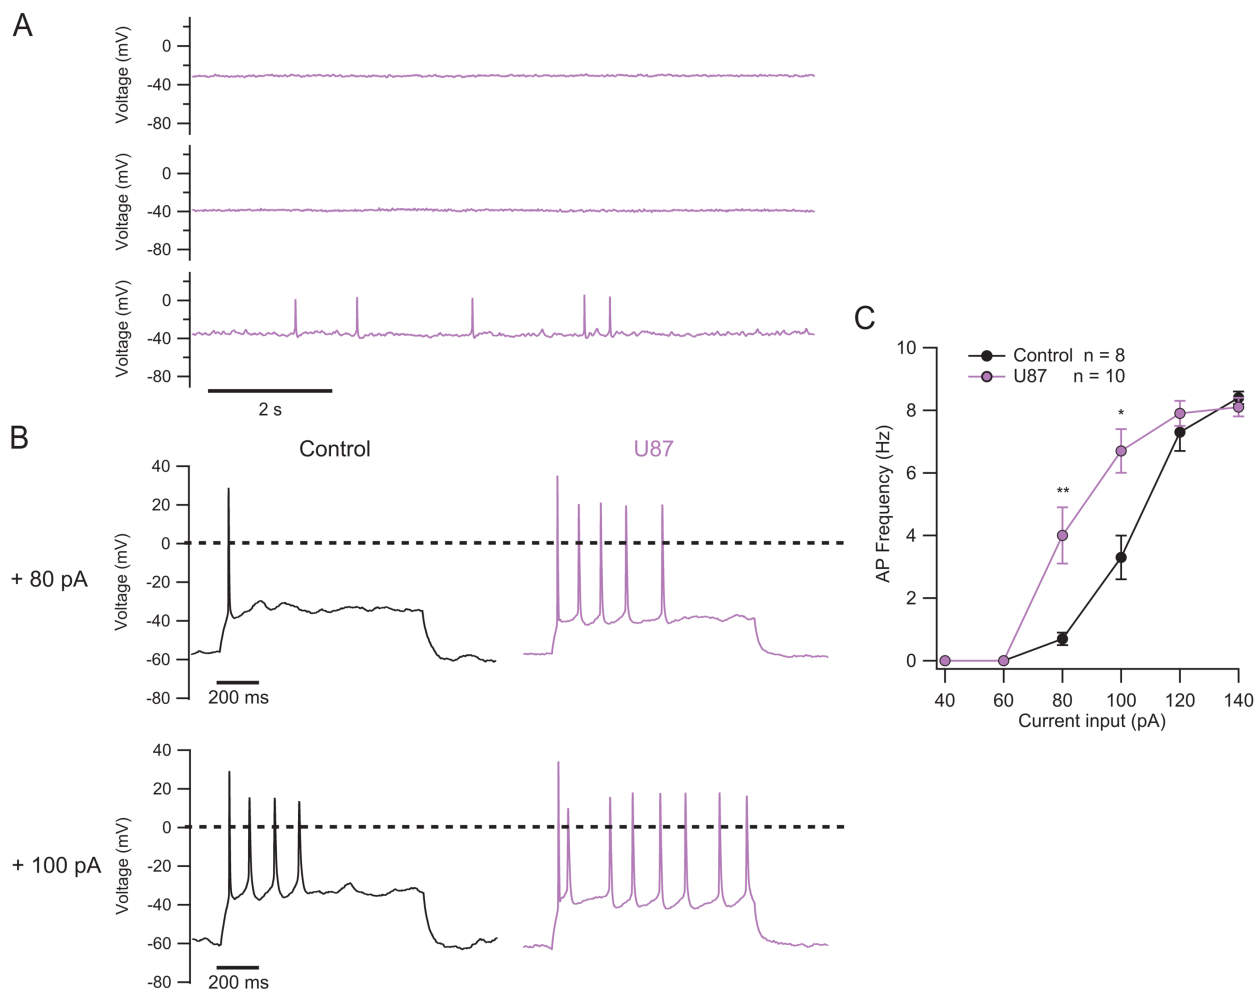 A
Voltage (mV)
0
-40
-80
Voltage (mV)
0
-40
-80
Voltage (mV)
0
-40
-80
2 s
B
Control
U87
+ 80 pA
Voltage (mV)
40
20
0
-20
-40
-60
-80
200 ms
+ 100 pA
Voltage (mV)
40
20
0
-20
-40
-60
-80
200 ms
C
Control n = 8
U87 n = 10
AP Frequency (Hz)
10
8
6
4
2
0
**
*
40 60 80 100 120 140
Current input (pA)